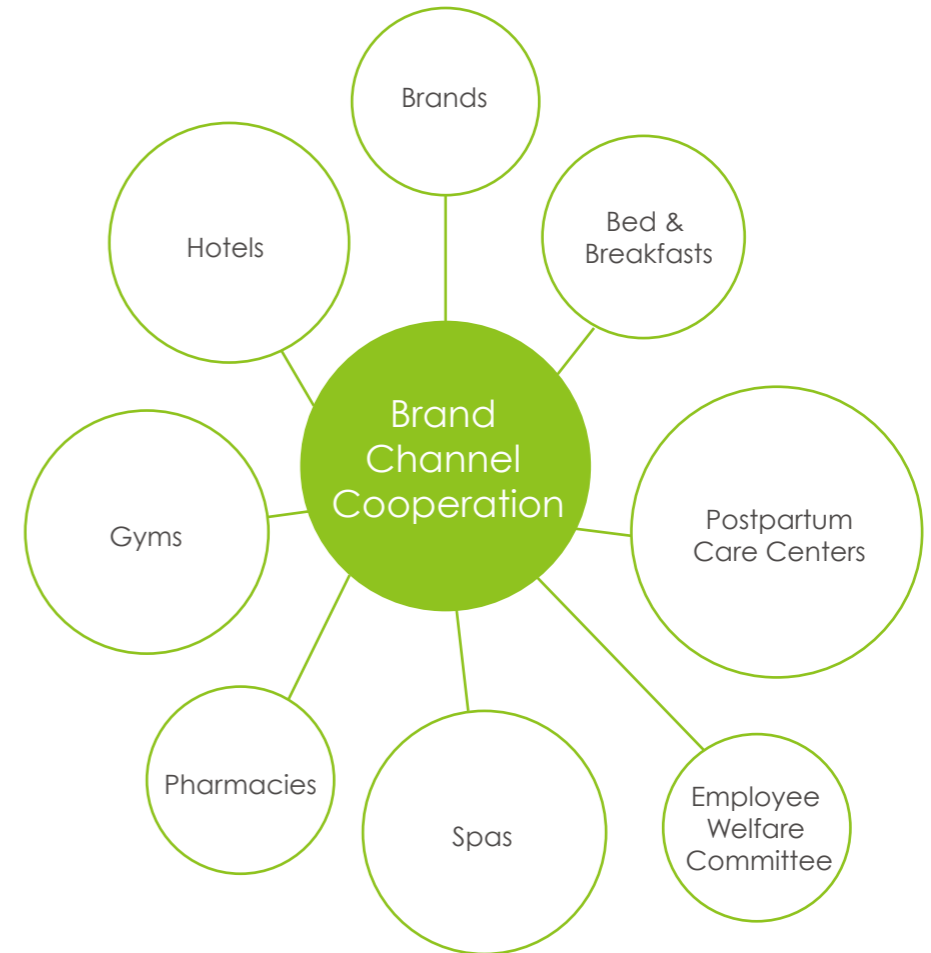 Brands
Bed &
Breakfasts
Hotels
Brand
Channel
Cooperation
Postpartum
Care Centers
Gyms
Pharmacies
Spas
Employee
Welfare
Committee